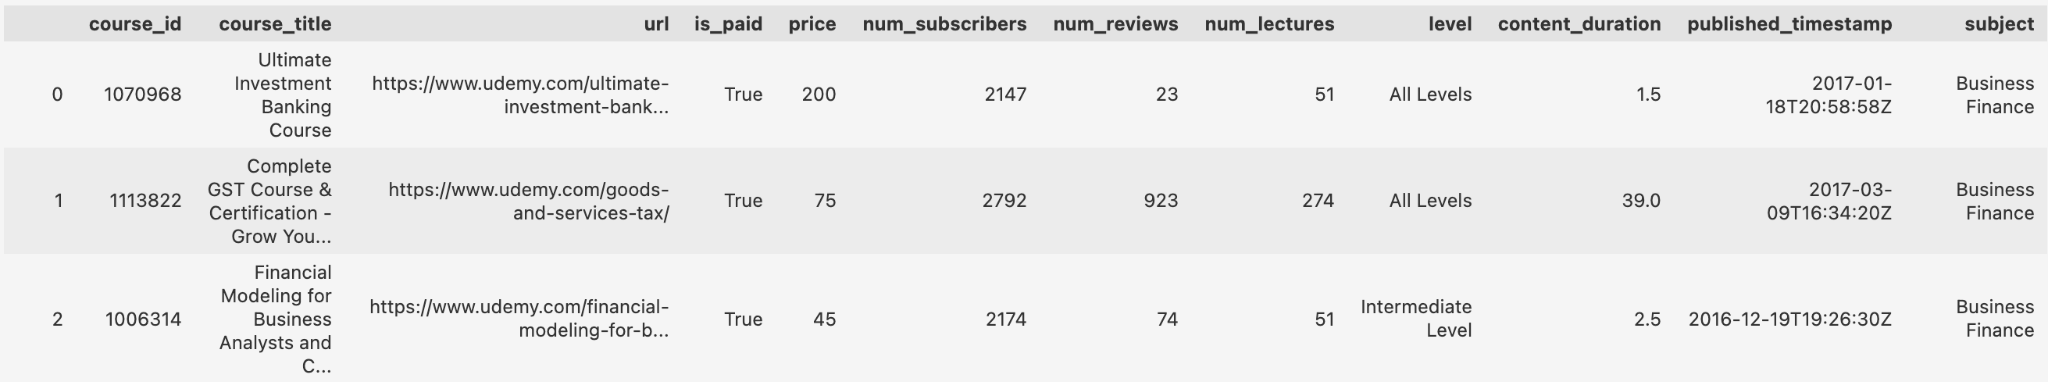 course_id course_title url is_paid price num_subscribers num_reviews num_lectures level content_duration published_timestamp subject
Ultimate
Investment https://www.udemy.com/ultimate- 2017-01- Business
0 1070968 True 200 2147 23 51 All Levels 1.5
Banking investment-bank... 18T20:58:58Z Finance
Course
Complete
GST Course & https://www.udemy.com/goods- 2017-03- Business
1 1113822 True 75 2792 923 274 All Levels 39.0
Certification - and-services-tax/ 09T16:34:20Z Finance
Grow You...
Financial
Modeling for https://www.udemy.com/financial- Intermediate Business
2 1006314 Business True 45 2174 74 51 2.5 2016-12-19T19:26:30Z
modeling-for-b... Level Finance
Analysts and
C...